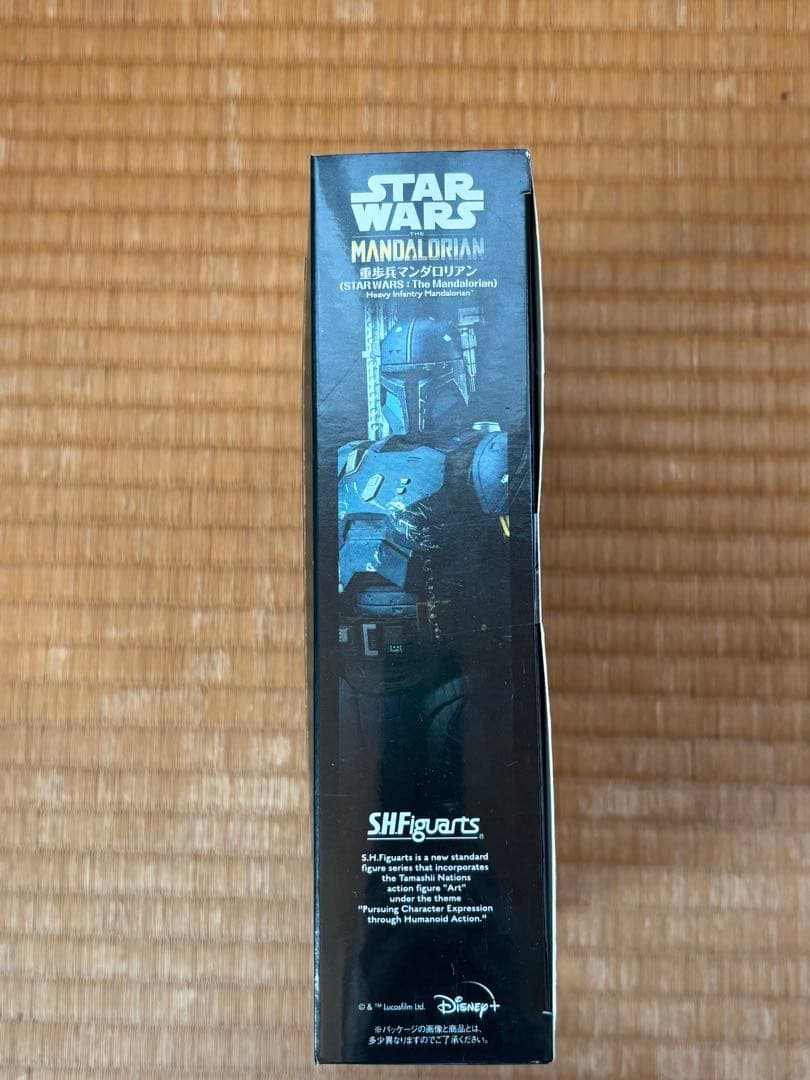 STAR
WARS
THE
MANDALORIAN
重歩兵マンダロリアン
(STAR WARS : The Mandalorian)
Heavy Infantry Mandalorian™
S.H.Figuarts®
S.H.Figuarts is a new standard
figure series that incorporates
the Tamashii Nations
action figure "Art"
under the theme
"Pursuing Character Expression
through Humanoid Action."
© & ™ Lucasfilm Ltd. Disney+
※パッケージの画像と商品とは、
多少異なりますのでご了承ください。